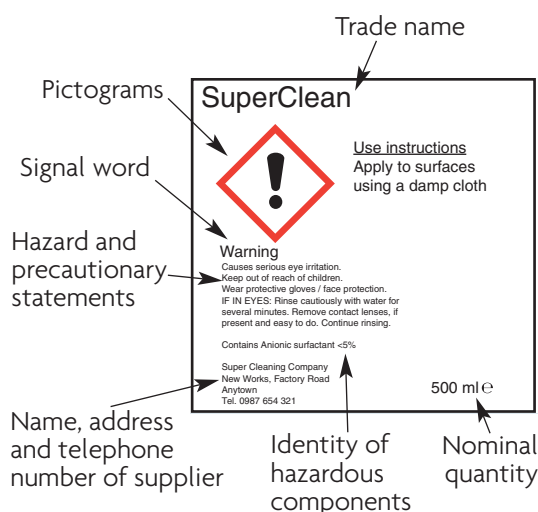 Trade name
Pictograms
SuperClean
Use instructions
Apply to surfaces
using a damp cloth
Signal word
Warning
Hazard and
precautionary
statements
Causes serious eye irritation.
Keep out of reach of children.
Wear protective gloves / face protection.
IF IN EYES: Rinse cautiously with water for
several minutes. Remove contact lenses, if
present and easy to do. Continue rinsing.
Contains Anionic surfactant <5%
Super Cleaning Company
New Works, Factory Road
Anytown
Tel. 0987 654 321
500 ml ℮
Name, address
and telephone
number of supplier
Identity of
hazardous
components
Nominal
quantity